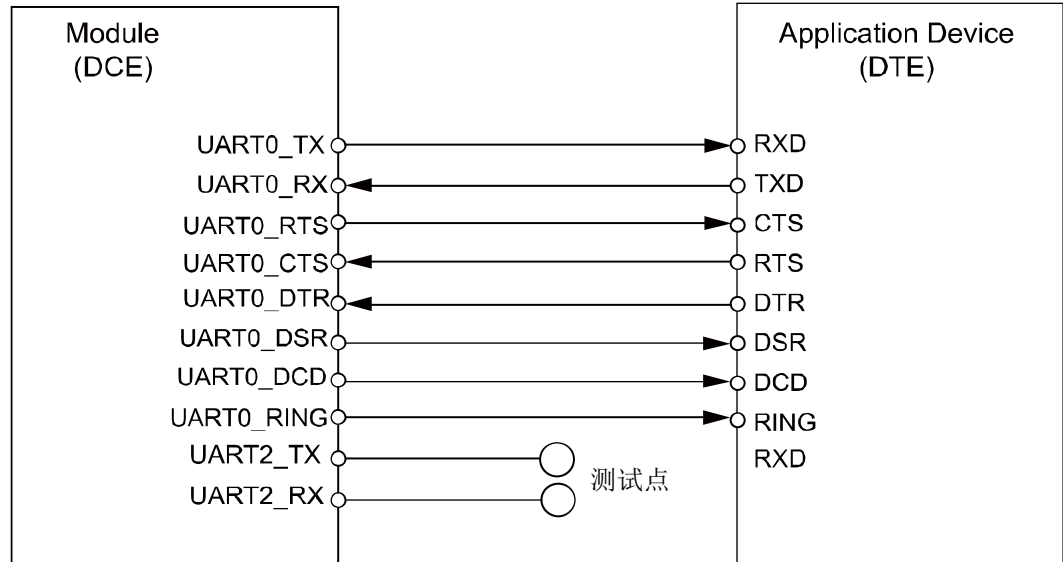 Module
(DCE)
Application Device
(DTE)
UART0_TX
RXD
UART0_RX
TXD
UART0_RTS
CTS
UART0_CTS
RTS
UART0_DTR
DTR
UART0_DSR
DSR
UART0_DCD
DCD
UART0_RING
RING
UART2_TX
RXD
测试点
UART2_RX